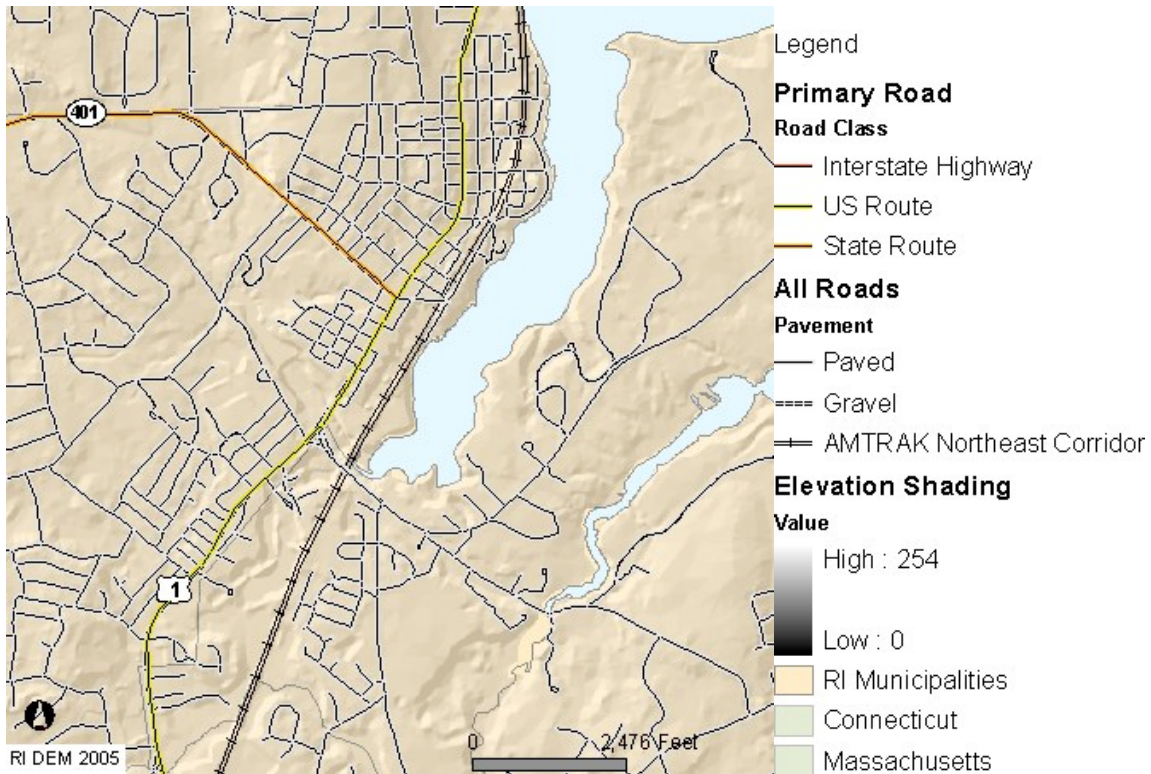 401
1
RI DEM 2005
0 2,476 Feet
Legend
Primary Road
Road Class
Interstate Highway
US Route
State Route
All Roads
Pavement
Paved
Gravel
AMTRAK Northeast Corridor
Elevation Shading
Value
High : 254
Low : 0
RI Municipalities
Connecticut
Massachusetts